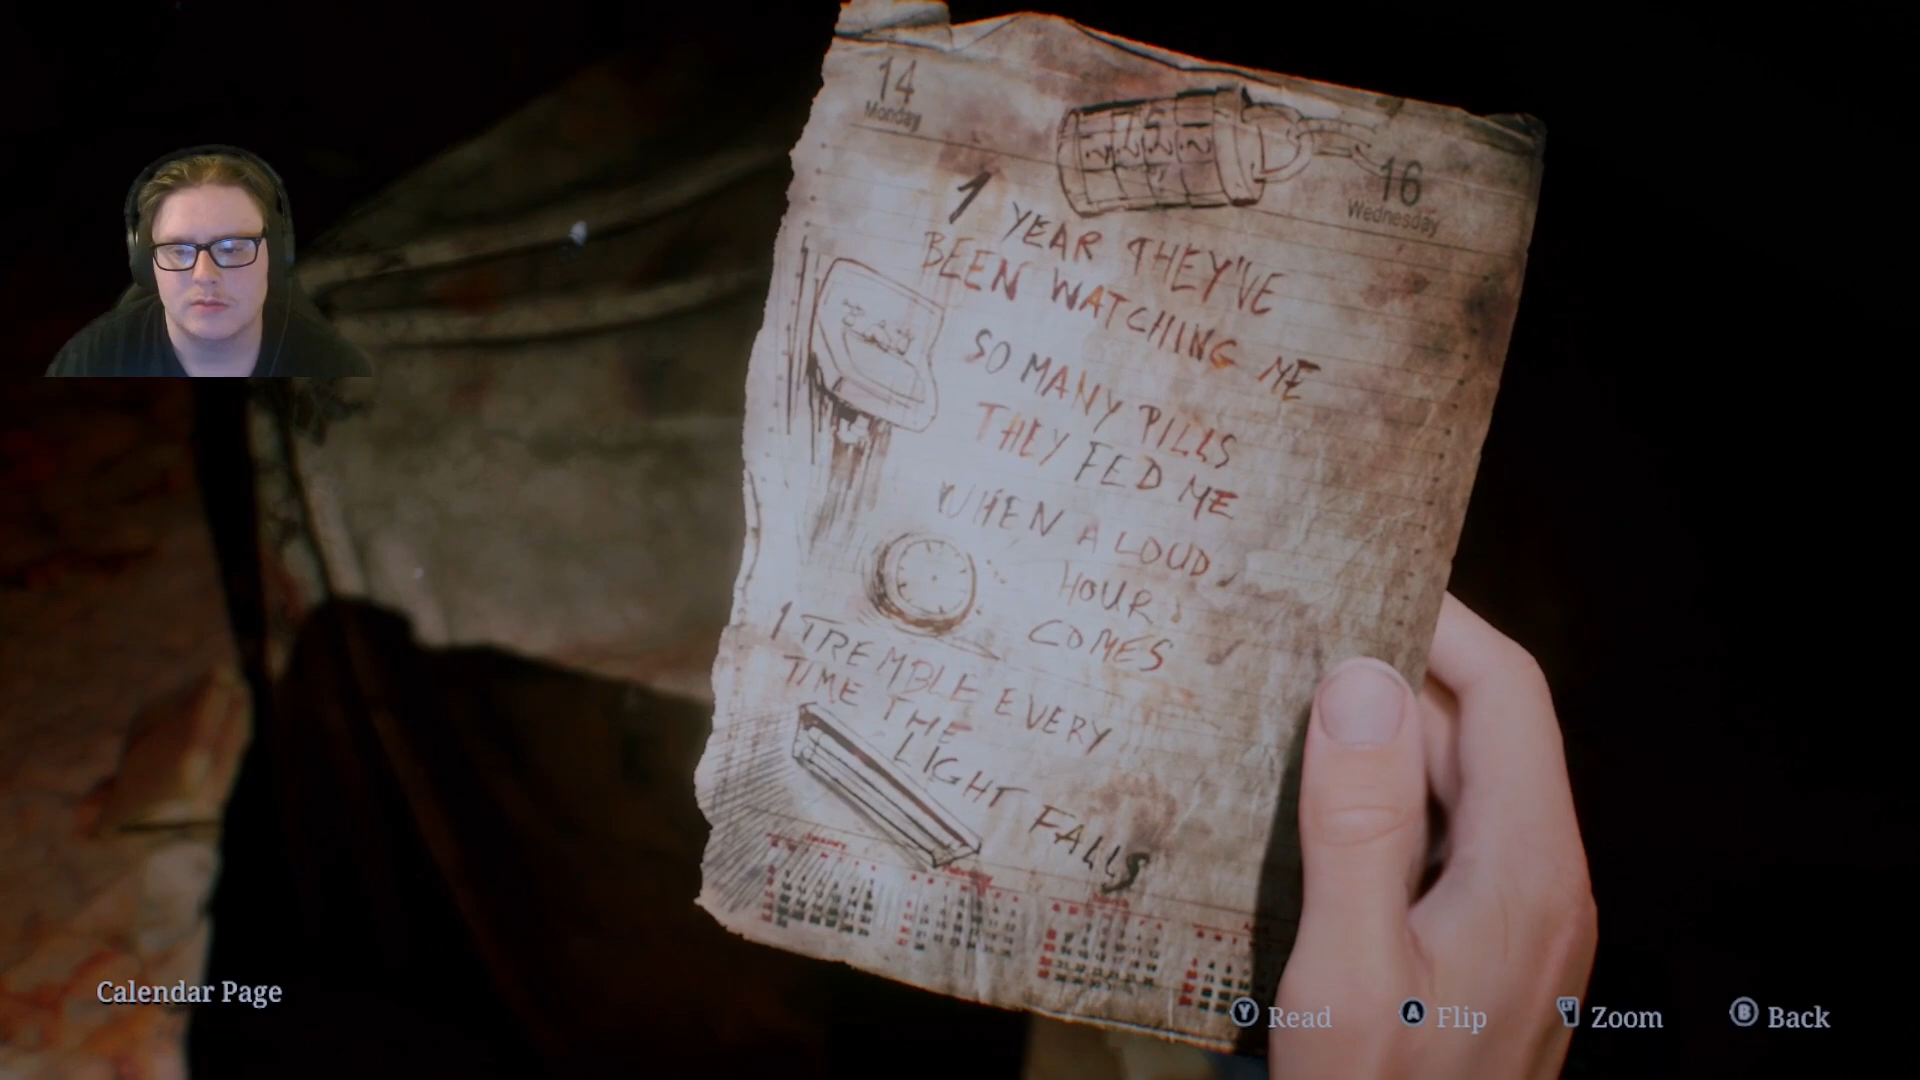 14
Monday
16
Wednesday
1 YEAR THEY'VE
BEEN WATCHING ME
SO MANY PILLS
THEY FED ME
WHEN A LOUD
HOUR
COMES
I TREMBLE EVERY
TIME THE
LIGHT FALLS
Calendar Page
Y Read
A Flip
LT Zoom
B Back